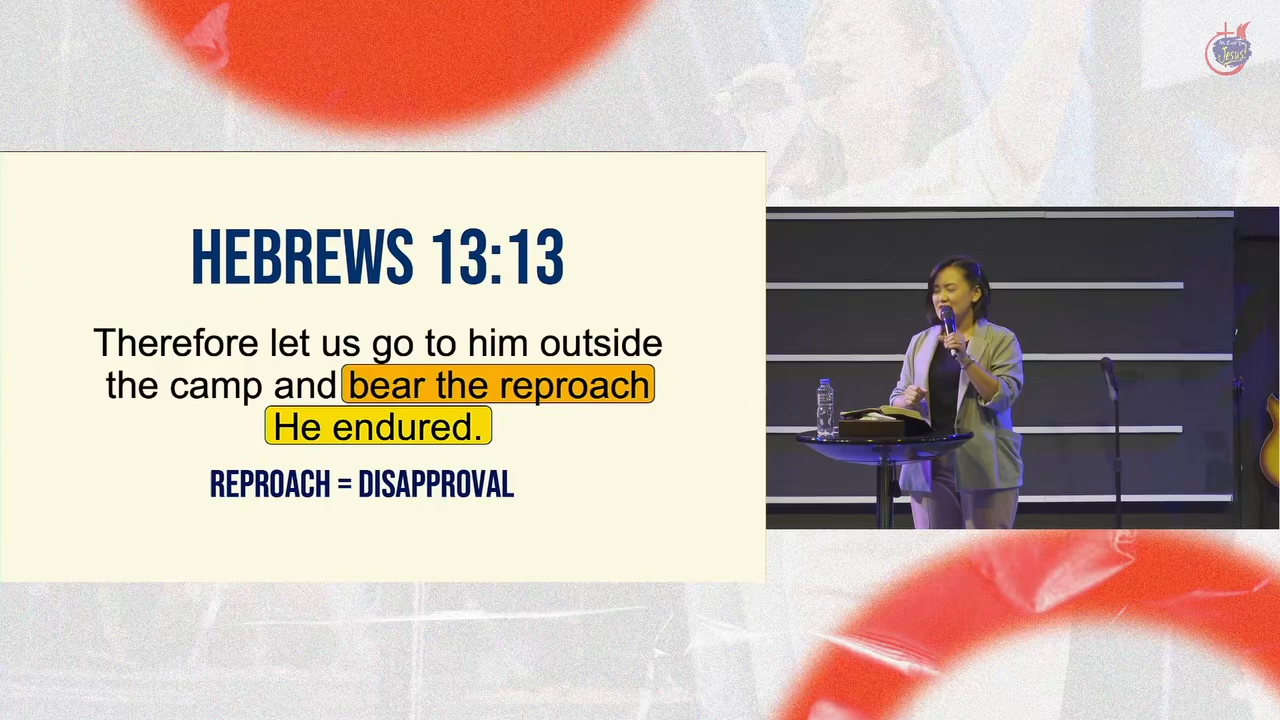 HEBREWS 13:13
Therefore let us go to him outside
the camp and bear the reproach
He endured.
REPROACH = DISAPPROVAL
Jesus!